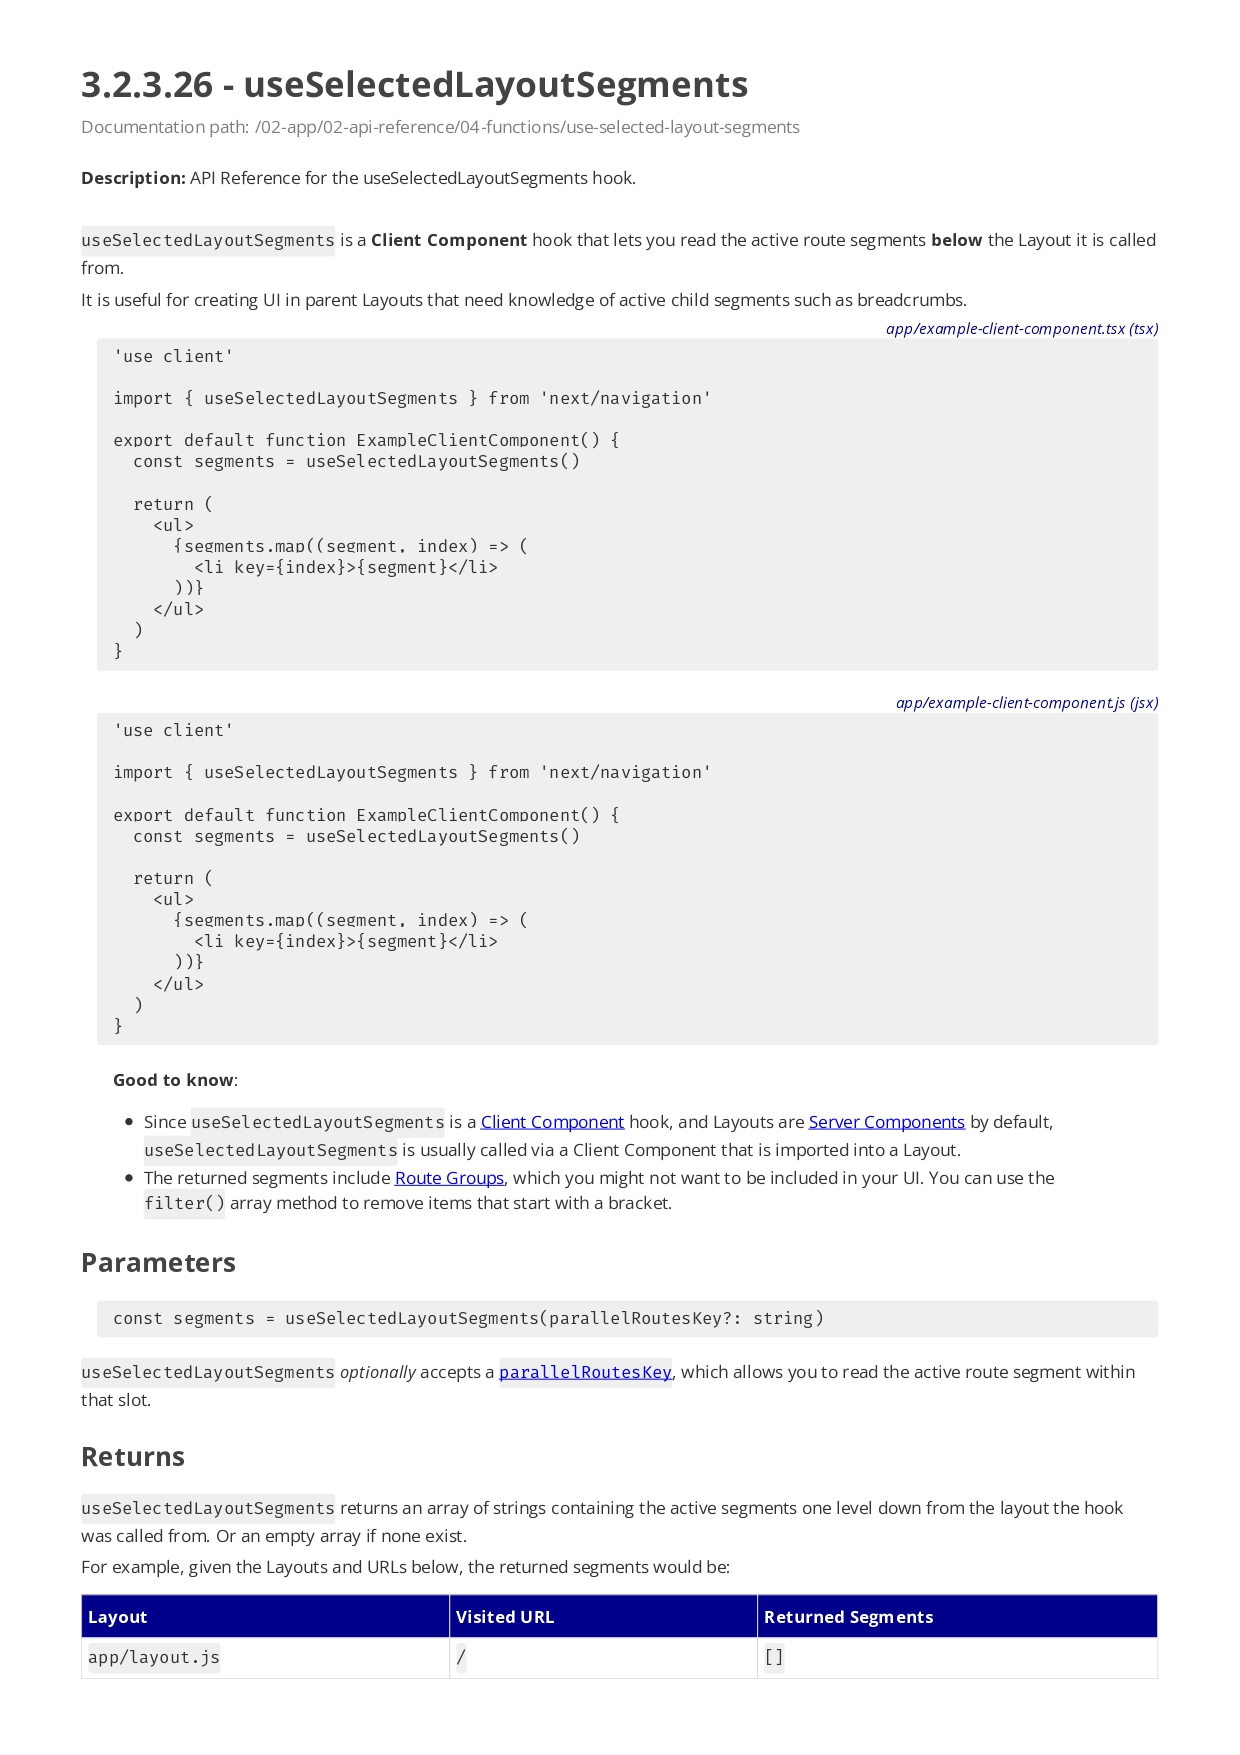 3.2.3.26 - useSelectedLayoutSegments
Documentation path: /02-app/02-api-reference/04-functions/use-selected-layout-segments
Description: API Reference for the useSelectedLayoutSegments hook.
useSelectedLayoutSegments is a Client Component hook that lets you read the active route segments below the Layout it is called
from.
It is useful for creating UI in parent Layouts that need knowledge of active child segments such as breadcrumbs.
app/example-client-component.tsx (tsx)
'use client'
import { useSelectedLayoutSegments } from 'next/navigation'
export default function ExampleClientComponent() {
  const segments = useSelectedLayoutSegments()
  return (
    <ul>
      {segments.map((segment, index) => (
        <li key={index}>{segment}</li>
      ))}
    </ul>
  )
}
app/example-client-component.js (jsx)
'use client'
import { useSelectedLayoutSegments } from 'next/navigation'
export default function ExampleClientComponent() {
  const segments = useSelectedLayoutSegments()
  return (
    <ul>
      {segments.map((segment, index) => (
        <li key={index}>{segment}</li>
      ))}
    </ul>
  )
}
Good to know:
• Since useSelectedLayoutSegments is a Client Component hook, and Layouts are Server Components by default,
useSelectedLayoutSegments is usually called via a Client Component that is imported into a Layout.
• The returned segments include Route Groups, which you might not want to be included in your UI. You can use the
filter() array method to remove items that start with a bracket.
Parameters
const segments = useSelectedLayoutSegments(parallelRoutesKey?: string)
useSelectedLayoutSegments optionally accepts a parallelRoutesKey, which allows you to read the active route segment within
that slot.
Returns
useSelectedLayoutSegments returns an array of strings containing the active segments one level down from the layout the hook
was called from. Or an empty array if none exist.
For example, given the Layouts and URLs below, the returned segments would be:
Layout Visited URL Returned Segments
app/layout.js / []